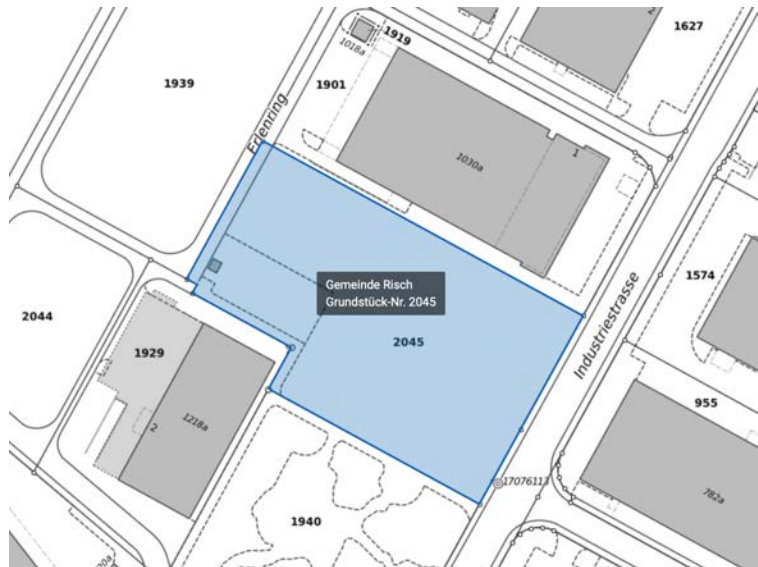 2
1627
1919
1018a
1939
1901
Erlenring
1030a
1
Gemeinde Risch
Grundstück-Nr. 2045
2045
1574
Industriestrasse
2044
1929
1218a
2
955
782a
17076113
1940